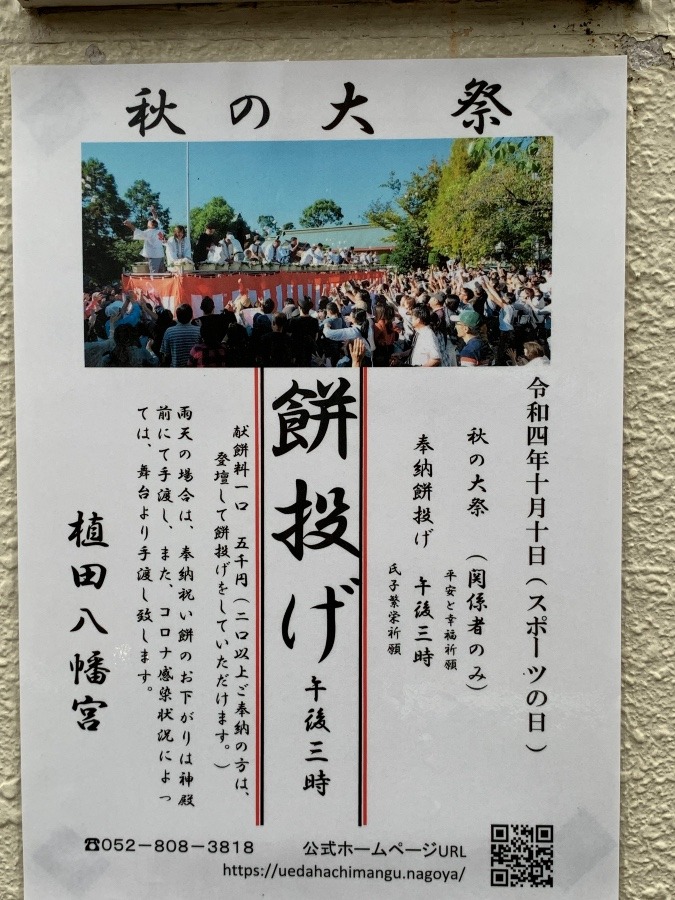 秋の大祭
令和四年十月十日（スポーツの日）
秋の大祭　（関係者のみ）
平安と幸福祈願
奉納餅投げ　午後三時
氏子繁栄祈願
餅投げ午後三時
献餅料一口　五千円（二口以上ご奉納の方は、
登壇して餅投げをしていただけます。）
雨天の場合は、奉納祝い餅のお下がりは神殿
前にて手渡し、また、コロナ感染状況によっ
ては、舞台より手渡し致します。
植田八幡宮
☎052－808－3818
公式ホームページURL
https://uedahachimangu.nagoya/